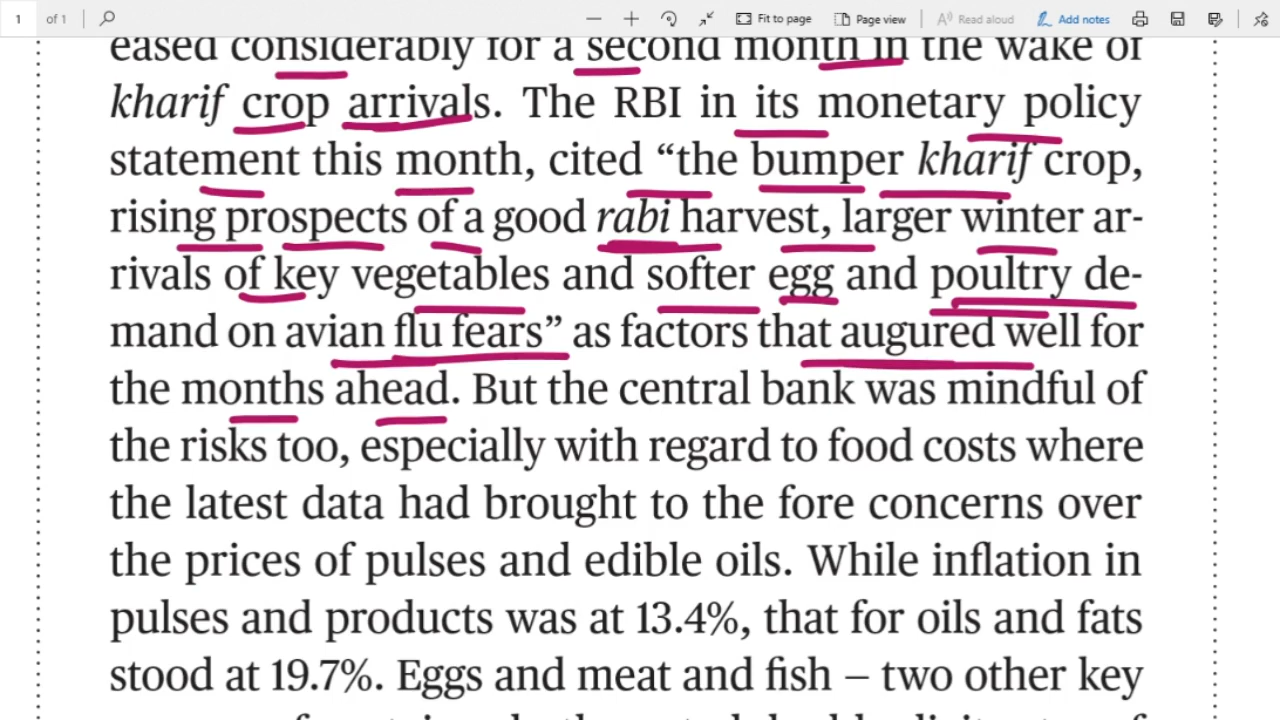 1 of 1 Fit to page Page view Read aloud Add notes
eased considerably for a second month in the wake of
kharif crop arrivals. The RBI in its monetary policy
statement this month, cited “the bumper kharif crop,
rising prospects of a good rabi harvest, larger winter ar-
rivals of key vegetables and softer egg and poultry de-
mand on avian flu fears” as factors that augured well for
the months ahead. But the central bank was mindful of
the risks too, especially with regard to food costs where
the latest data had brought to the fore concerns over
the prices of pulses and edible oils. While inflation in
pulses and products was at 13.4%, that for oils and fats
stood at 19.7%. Eggs and meat and fish – two other key